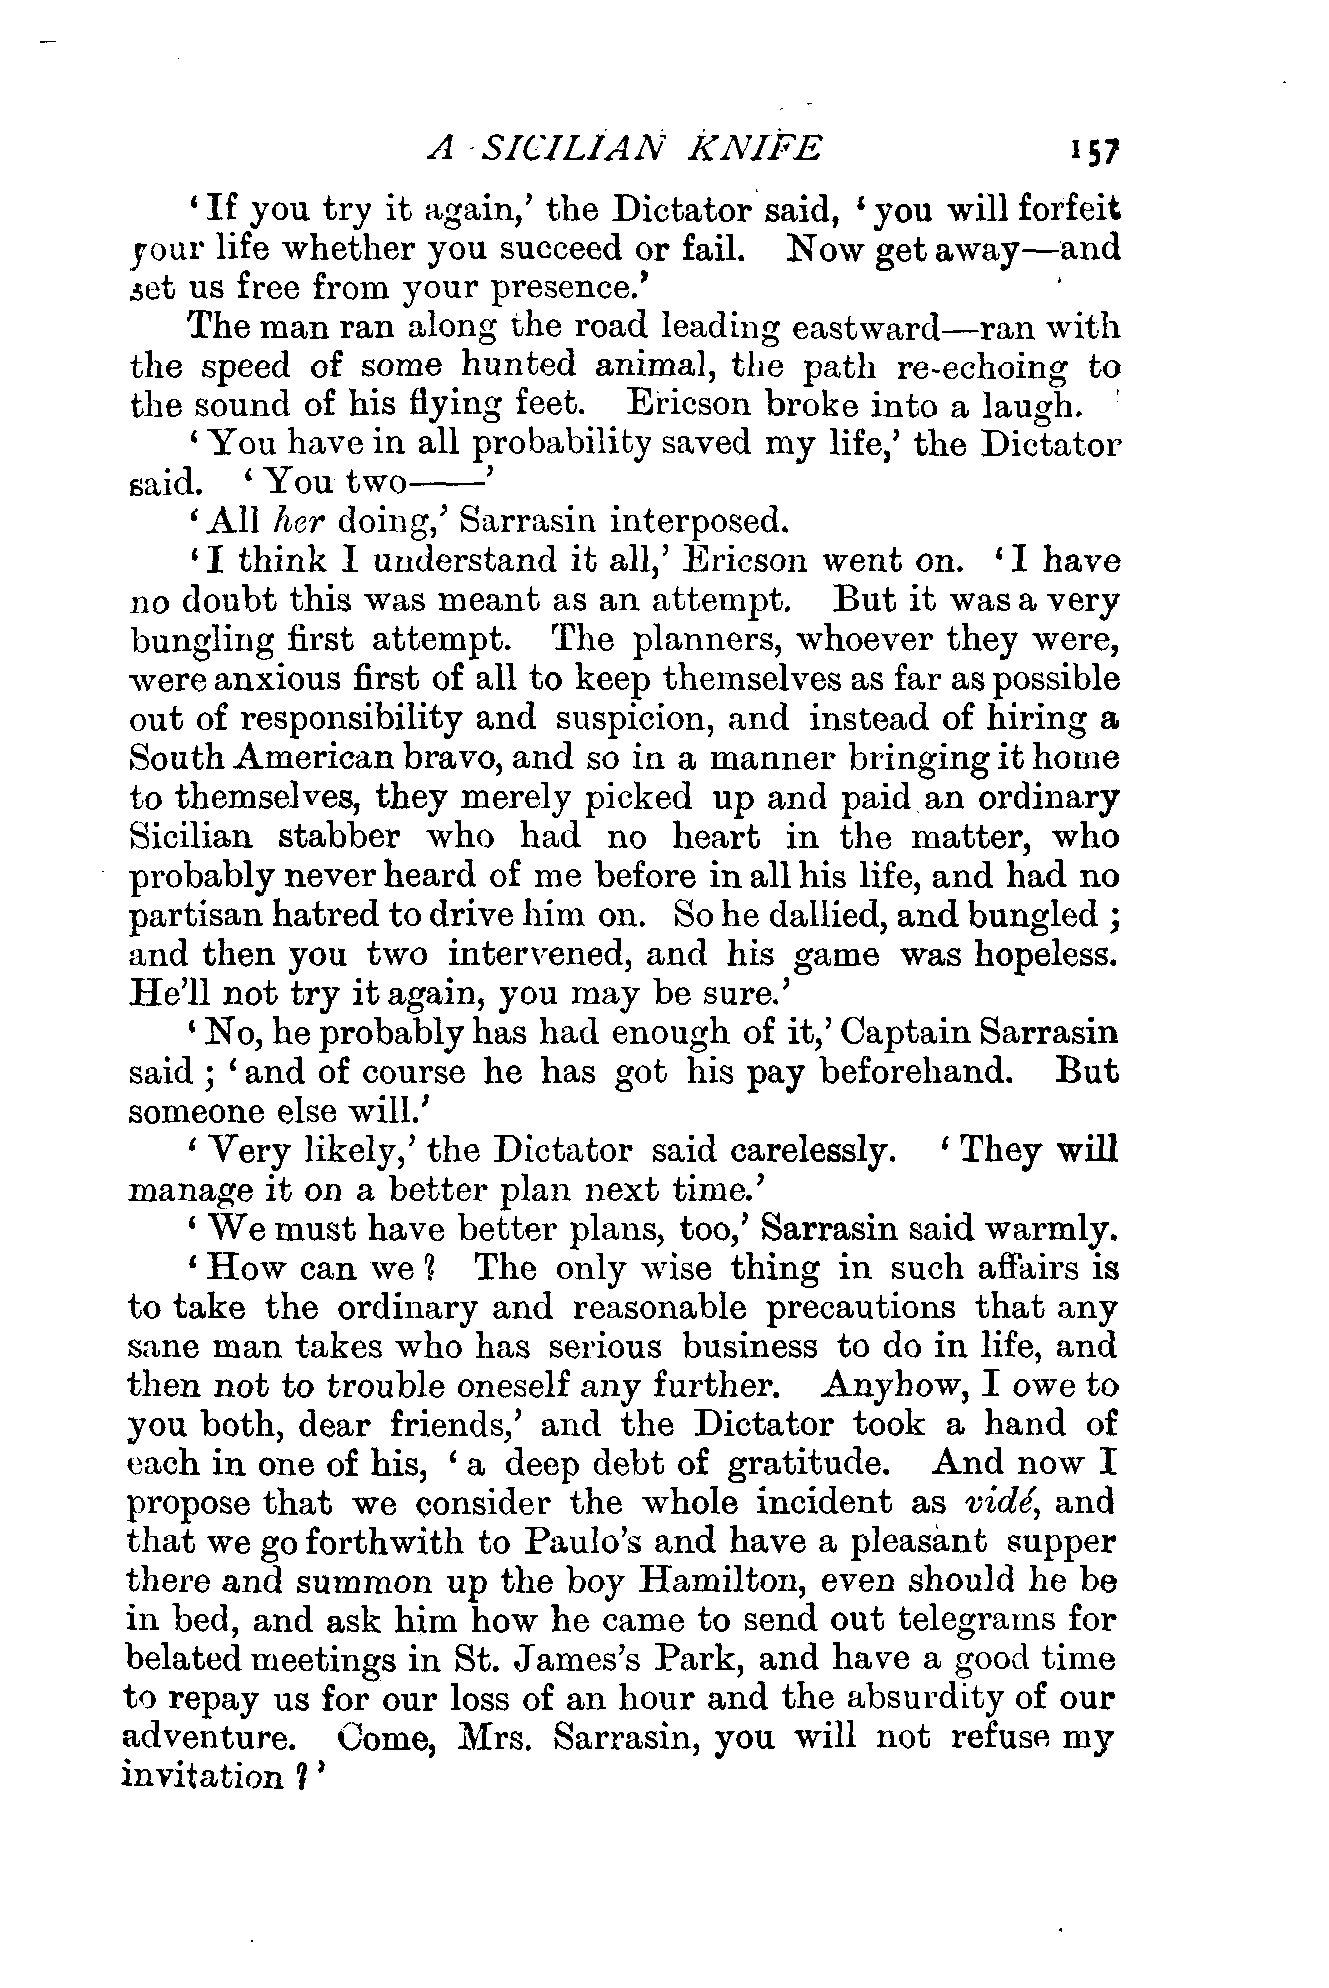 A SICILIAN KNIFE 157
‘If you try it again,’ the Dictator said, ‘you will forfeit
your life whether you succeed or fail. Now get away—and
set us free from your presence.’
The man ran along the road leading eastward—ran with
the speed of some hunted animal, the path re-echoing to
the sound of his flying feet. Ericson broke into a laugh.
‘You have in all probability saved my life,’ the Dictator
said. ‘You two——’
‘All her doing,’ Sarrasin interposed.
‘I think I understand it all,’ Ericson went on. ‘I have
no doubt this was meant as an attempt. But it was a very
bungling first attempt. The planners, whoever they were,
were anxious first of all to keep themselves as far as possible
out of responsibility and suspicion, and instead of hiring a
South American bravo, and so in a manner bringing it home
to themselves, they merely picked up and paid an ordinary
Sicilian stabber who had no heart in the matter, who
probably never heard of me before in all his life, and had no
partisan hatred to drive him on. So he dallied, and bungled ;
and then you two intervened, and his game was hopeless.
He’ll not try it again, you may be sure.’
‘No, he probably has had enough of it,’ Captain Sarrasin
said ; ‘and of course he has got his pay beforehand. But
someone else will.’
‘Very likely,’ the Dictator said carelessly. ‘They will
manage it on a better plan next time.’
‘We must have better plans, too,’ Sarrasin said warmly.
‘How can we ? The only wise thing in such affairs is
to take the ordinary and reasonable precautions that any
sane man takes who has serious business to do in life, and
then not to trouble oneself any further. Anyhow, I owe to
you both, dear friends,’ and the Dictator took a hand of
each in one of his, ‘a deep debt of gratitude. And now I
propose that we consider the whole incident as vidé, and
that we go forthwith to Paulo’s and have a pleasant supper
there and summon up the boy Hamilton, even should he be
in bed, and ask him how he came to send out telegrams for
belated meetings in St. James’s Park, and have a good time
to repay us for our loss of an hour and the absurdity of our
adventure. Come, Mrs. Sarrasin, you will not refuse my
invitation ?’